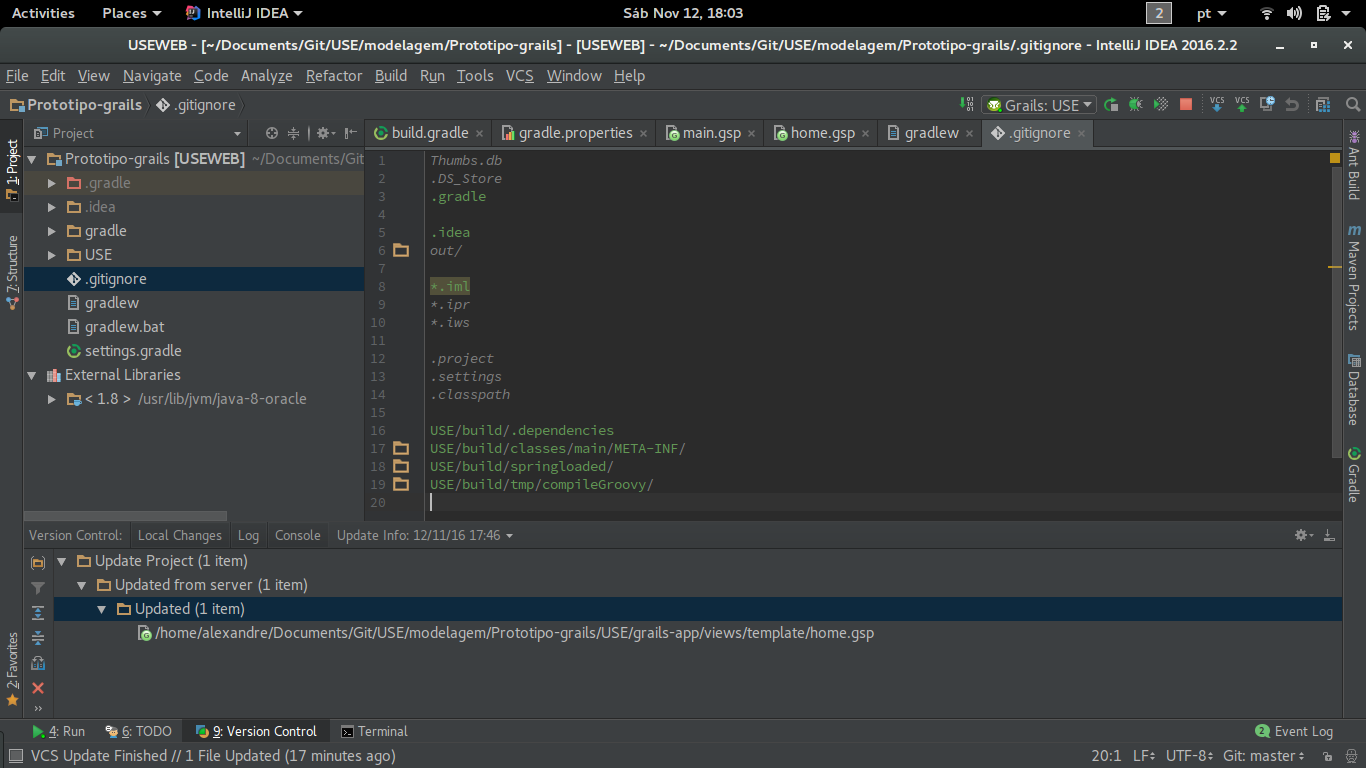 Activities Places IntelliJ IDEA Sáb Nov 12, 18:03 2 pt
USEWEB - [~/Documents/Git/USE/modelagem/Prototipo-grails] - [USEWEB] - ~/Documents/Git/USE/modelagem/Prototipo-grails/.gitignore - IntelliJ IDEA 2016.2.2
File Edit View Navigate Code Analyze Refactor Build Run Tools VCS Window Help
Prototipo-grails .gitignore Grails: USE VCS VCS
Project build.gradle gradle.properties main.gsp home.gsp gradlew .gitignore
1: Project
7: Structure
2: Favorites
Prototipo-grails [USEWEB] ~/Documents/Git
.gradle
.idea
gradle
USE
.gitignore
gradlew
gradlew.bat
settings.gradle
External Libraries
< 1.8 > /usr/lib/jvm/java-8-oracle
1 Thumbs.db
2 .DS_Store
3 .gradle
4
5 .idea
6 out/
7
8 *.iml
9 *.ipr
10 *.iws
11
12 .project
13 .settings
14 .classpath
15
16 USE/build/.dependencies
17 USE/build/classes/main/META-INF/
18 USE/build/springloaded/
19 USE/build/tmp/compileGroovy/
20
Ant Build
Maven Projects
Database
Gradle
Version Control: Local Changes Log Console Update Info: 12/11/16 17:46
Update Project (1 item)
Updated from server (1 item)
Updated (1 item)
/home/alexandre/Documents/Git/USE/modelagem/Prototipo-grails/USE/grails-app/views/template/home.gsp
4: Run 6: TODO 9: Version Control Terminal 2 Event Log
VCS Update Finished // 1 File Updated (17 minutes ago) 20:1 LF UTF-8 Git: master